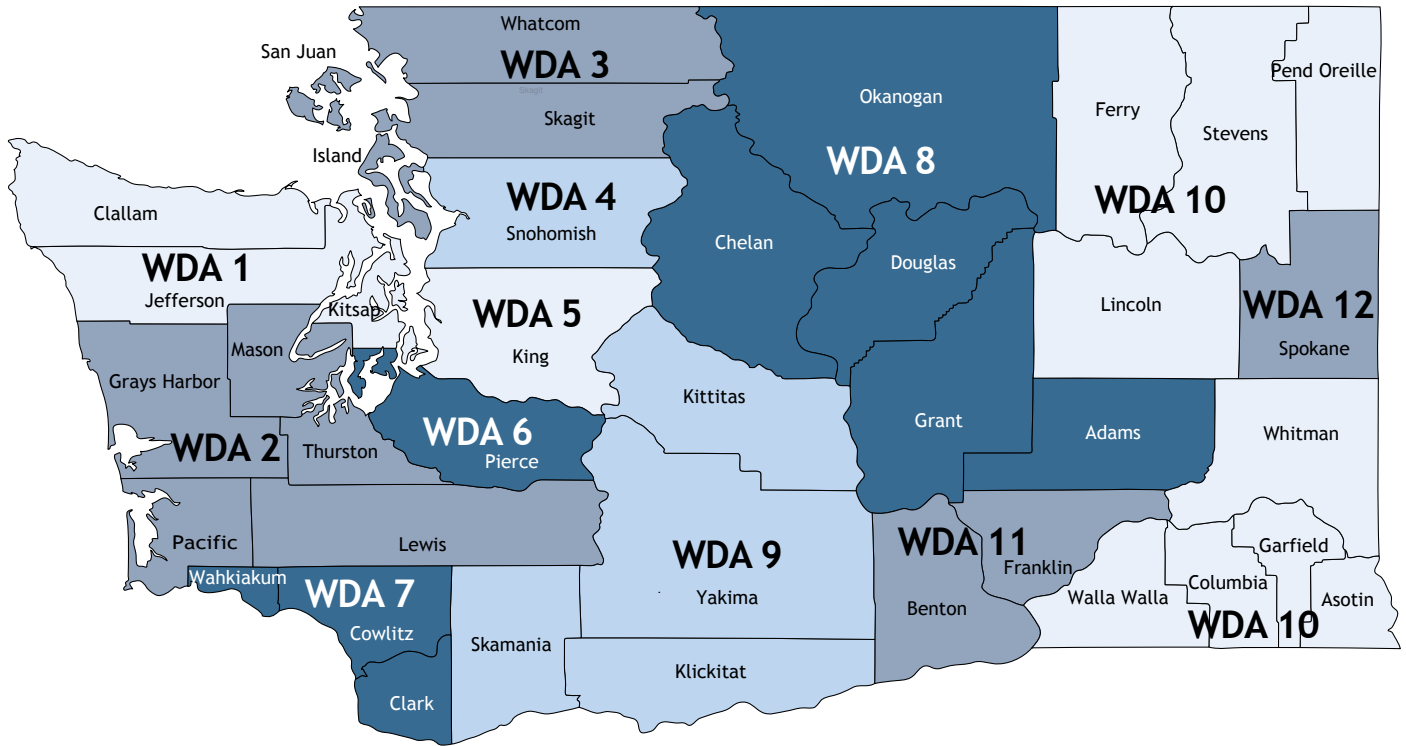 Whatcom
San Juan
WDA 3
Pend Oreille
Skagit
Okanogan
Ferry
Skagit
Stevens
Island
WDA 8
WDA 4
WDA 10
Clallam
Snohomish
Chelan
Douglas
WDA 1
Jefferson
Kitsap
WDA 5
Lincoln
WDA 12
Mason
King
Spokane
Grays Harbor
Kittitas
WDA 6
Grant
Adams
Whitman
WDA 2
Thurston
Pierce
Pacific
Lewis
WDA 9
WDA 11
Garfield
Franklin
Wahkiakum
WDA 7
Columbia
Yakima
Benton
Walla Walla
Asotin
Cowlitz
WDA 10
Skamania
Klickitat
Clark